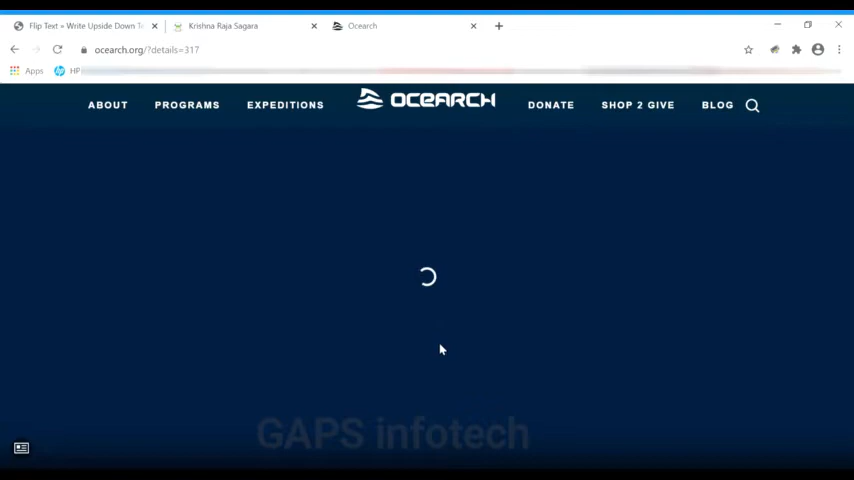 Flip Text » Write Upside Down Te
Krishna Raja Sagara
Ocearch
ocearch.org/?details=317
Apps
HP
ABOUT
PROGRAMS
EXPEDITIONS
OCEARCH
DONATE
SHOP 2 GIVE
BLOG
GAPS infotech